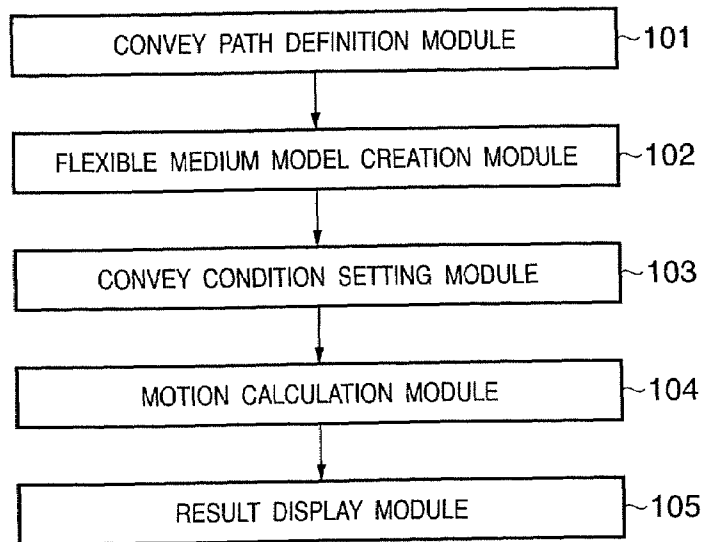 CONVEY PATH DEFINITION MODULE 101
FLEXIBLE MEDIUM MODEL CREATION MODULE 102
CONVEY CONDITION SETTING MODULE 103
MOTION CALCULATION MODULE 104
RESULT DISPLAY MODULE 105